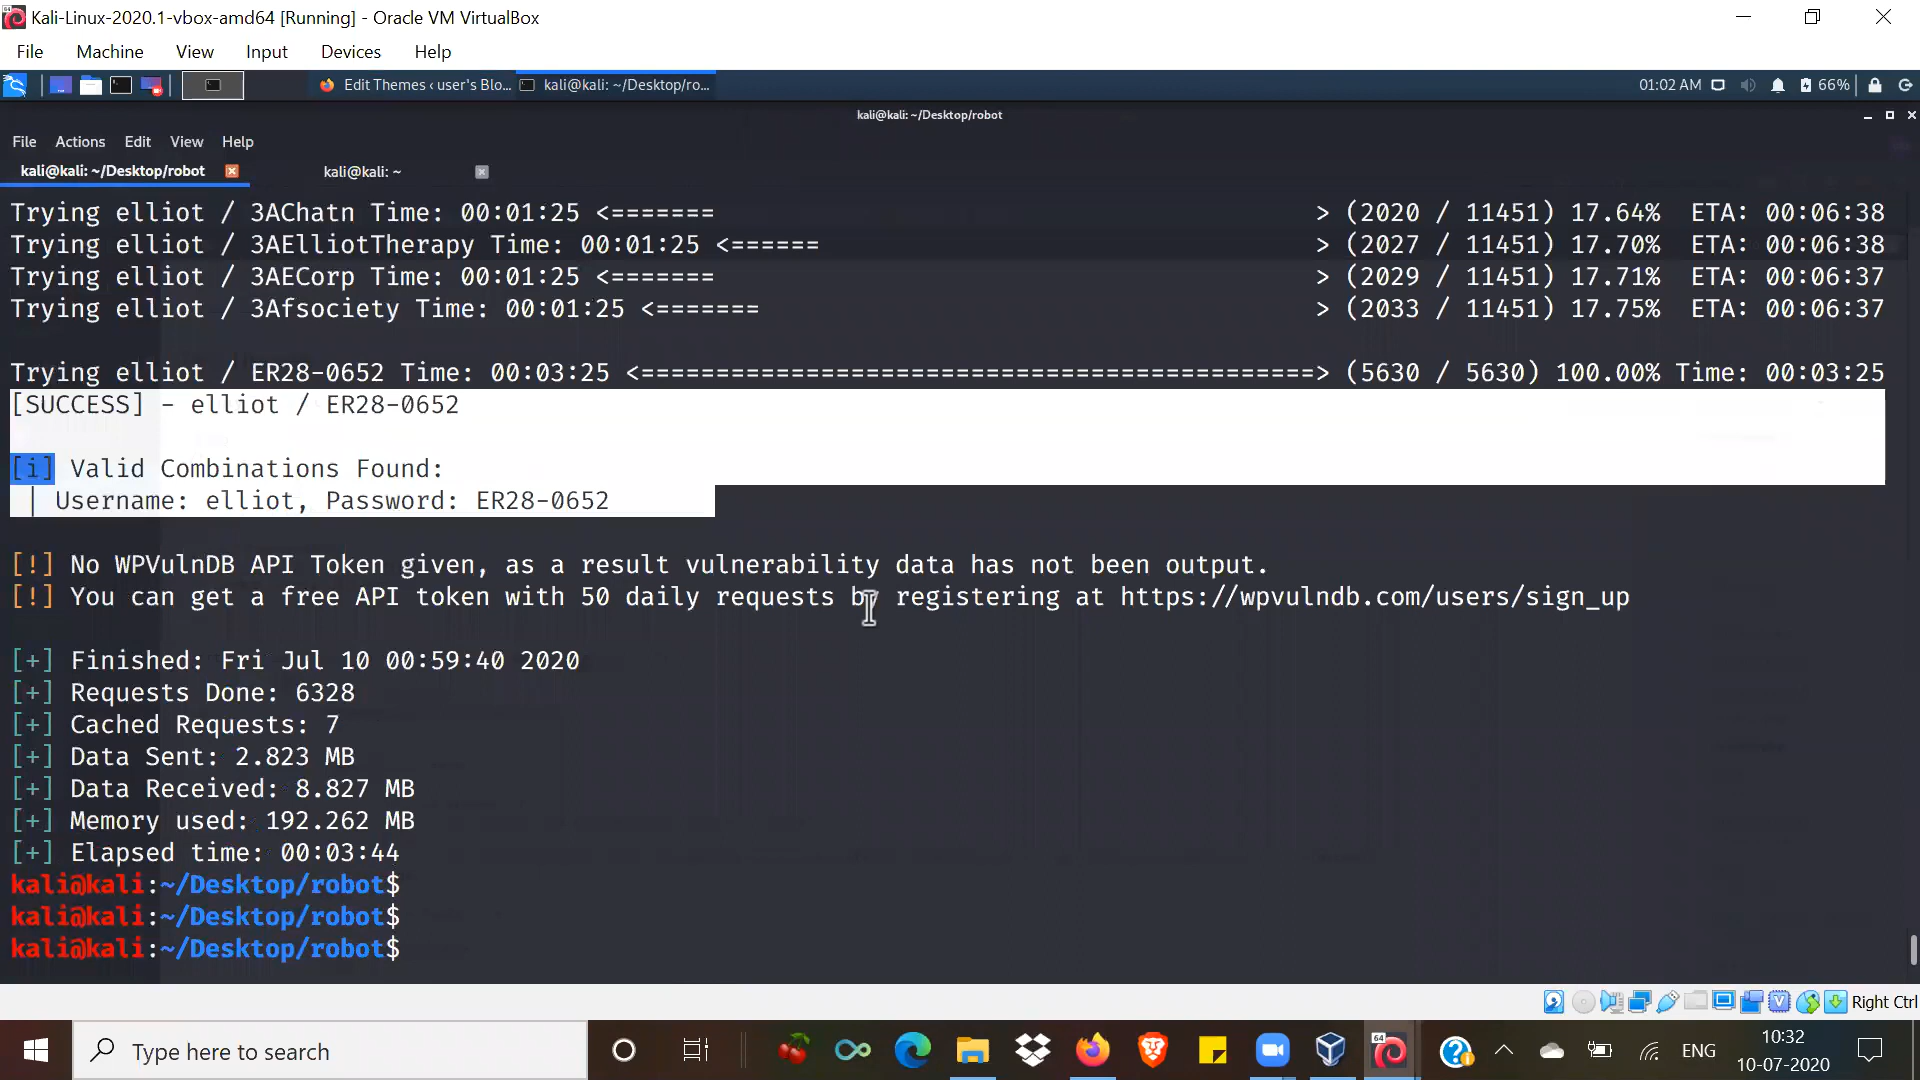 Kali-Linux-2020.1-vbox-amd64 [Running] - Oracle VM VirtualBox
File Machine View Input Devices Help
Edit Themes ‹ user's Blo... kali@kali: ~/Desktop/ro... 01:02 AM 66%
kali@kali: ~/Desktop/robot
File Actions Edit View Help
kali@kali: ~/Desktop/robot kali@kali: ~
Trying elliot / 3AChatn Time: 00:01:25 <======= > (2020 / 11451) 17.64% ETA: 00:06:38
Trying elliot / 3AElliotTherapy Time: 00:01:25 <====== > (2027 / 11451) 17.70% ETA: 00:06:38
Trying elliot / 3AECorp Time: 00:01:25 <======= > (2029 / 11451) 17.71% ETA: 00:06:37
Trying elliot / 3Afsociety Time: 00:01:25 <======= > (2033 / 11451) 17.75% ETA: 00:06:37
Trying elliot / ER28-0652 Time: 00:03:25 <=============================================> (5630 / 5630) 100.00% Time: 00:03:25
[SUCCESS] - elliot / ER28-0652
[i] Valid Combinations Found:
| Username: elliot, Password: ER28-0652
[!] No WPVulnDB API Token given, as a result vulnerability data has not been output.
[!] You can get a free API token with 50 daily requests by registering at https://wpvulndb.com/users/sign_up
[+] Finished: Fri Jul 10 00:59:40 2020
[+] Requests Done: 6328
[+] Cached Requests: 7
[+] Data Sent: 2.823 MB
[+] Data Received: 8.827 MB
[+] Memory used: 192.262 MB
[+] Elapsed time: 00:03:44
kali@kali:~/Desktop/robot$
kali@kali:~/Desktop/robot$
kali@kali:~/Desktop/robot$
Right Ctrl
Type here to search
64
ENG
10:32
10-07-2020